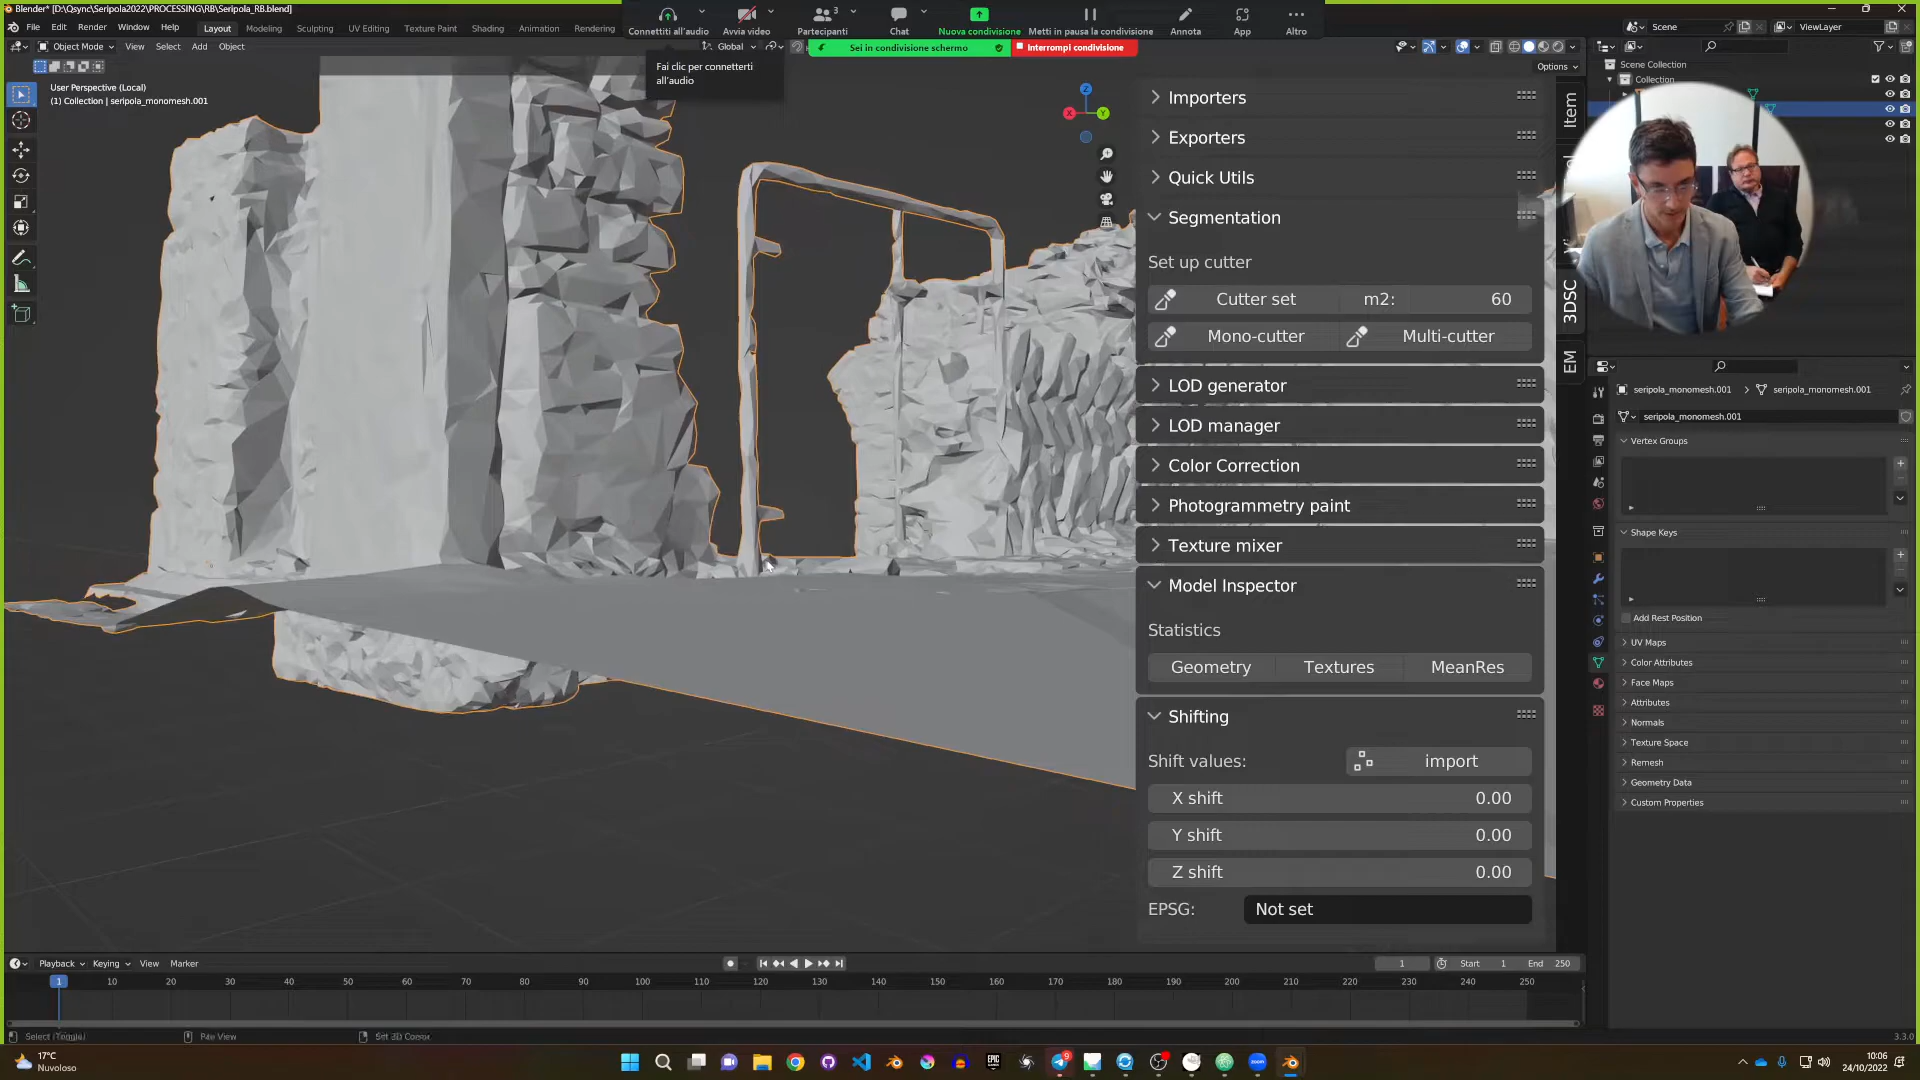 Blender* [D:\Qsync\Seripola2022\PROCESSING\RB\Seripola_RB.blend]
File Edit Render Window Help Layout Modeling Sculpting UV Editing Texture Paint Shading Animation Rendering
Connettiti all'audio Avvia video Partecipanti 3 Chat Nuova condivisione Metti in pausa la condivisione Annota App Altro
Scene ViewLayer
Object Mode View Select Add Object Global
Sei in condivisione schermo Interrompi condivisione
Fai clic per connetterti
all'audio
Options
User Perspective (Local)
(1) Collection | seripola_monomesh.001
Scene Collection
Collection
Z
X
Y
Item
3DSC
EM
Importers
Exporters
Quick Utils
Segmentation
Set up cutter
Cutter set m2: 60
Mono-cutter Multi-cutter
LOD generator
LOD manager
Color Correction
Photogrammetry paint
Texture mixer
Model Inspector
Statistics
Geometry Textures MeanRes
Shifting
Shift values: import
X shift 0.00
Y shift 0.00
Z shift 0.00
EPSG: Not set
seripola_monomesh.001 seripola_monomesh.001
seripola_monomesh.001
Vertex Groups
Shape Keys
Add Rest Position
UV Maps
Color Attributes
Face Maps
Attributes
Normals
Texture Space
Remesh
Geometry Data
Custom Properties
Playback Keying View Marker 1 Start 1 End 250
1 10 20 30 40 50 60 70 80 90 100 110 120 130 140 150 160 170 180 190 200 210 220 230 240 250
Select (Toggle) Set 3D Cursor 3.3.0
17°C
Nuvoloso
EPIC
GAMES
9
zoom
10:06
24/10/2022